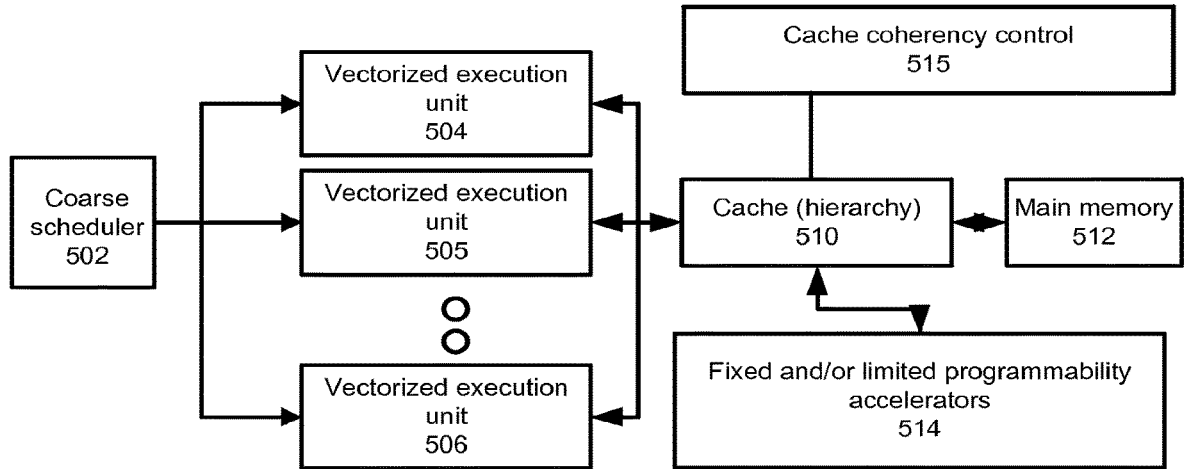 Coarse
scheduler
502
Vectorized execution
unit
504
Vectorized execution
unit
505
Vectorized execution
unit
506
Cache coherency control
515
Cache (hierarchy)
510
Main memory
512
Fixed and/or limited programmability
accelerators
514